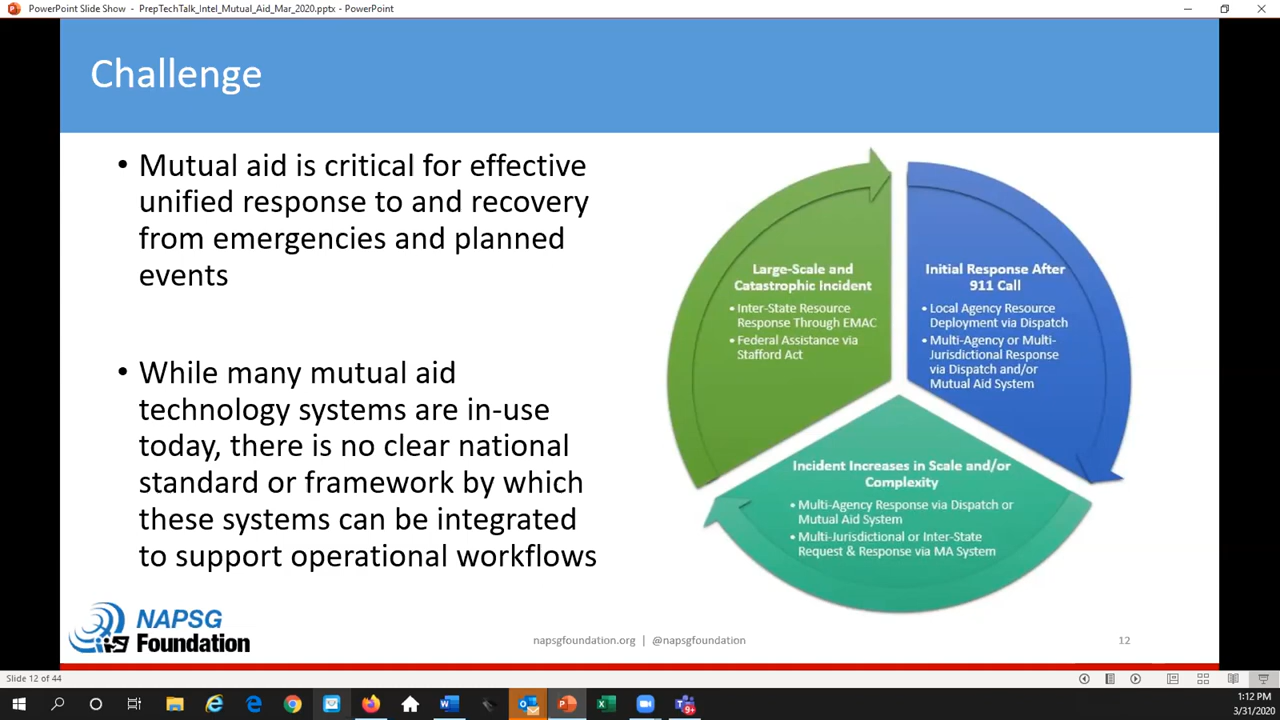 PowerPoint Slide Show - PrepTechTalk_Intel_Mutual_Aid_Mar_2020.pptx - PowerPoint
Challenge
• Mutual aid is critical for effective
unified response to and recovery
from emergencies and planned
events
• While many mutual aid
technology systems are in-use
today, there is no clear national
standard or framework by which
these systems can be integrated
to support operational workflows
Large-Scale and
Catastrophic Incident
• Inter-State Resource
Response Through EMAC
• Federal Assistance via
Stafford Act
Initial Response After
911 Call
• Local Agency Resource
Deployment via Dispatch
• Multi-Agency or Multi-
Jurisdictional Response
via Dispatch and/or
Mutual Aid System
Incident Increases in Scale and/or
Complexity
• Multi-Agency Response via Dispatch or
Mutual Aid System
• Multi-Jurisdictional or Inter-State
Request & Response via MA System
NAPSG
Foundation
napsgfoundation.org | @napsgfoundation
12
Slide 12 of 44
9+
1:12 PM
3/31/2020